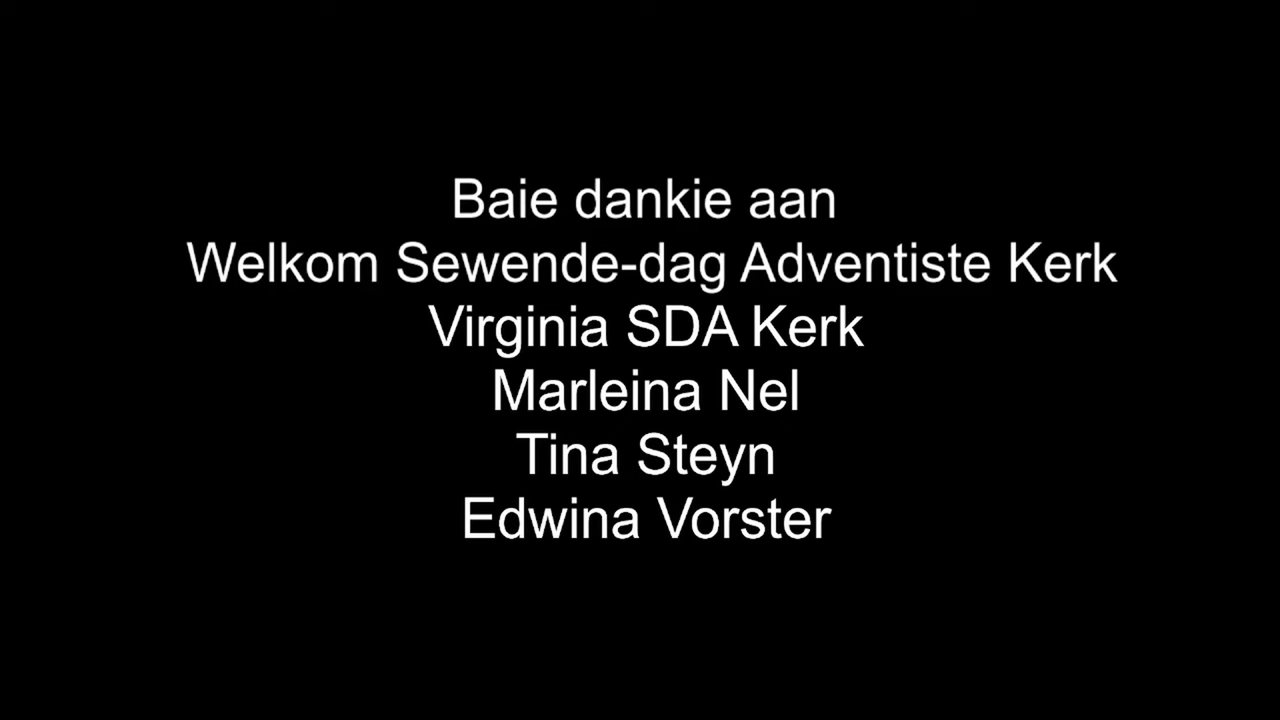 Baie dankie aan
Welkom Sewende-dag Adventiste Kerk
Virginia SDA Kerk
Marleina Nel
Tina Steyn
Edwina Vorster